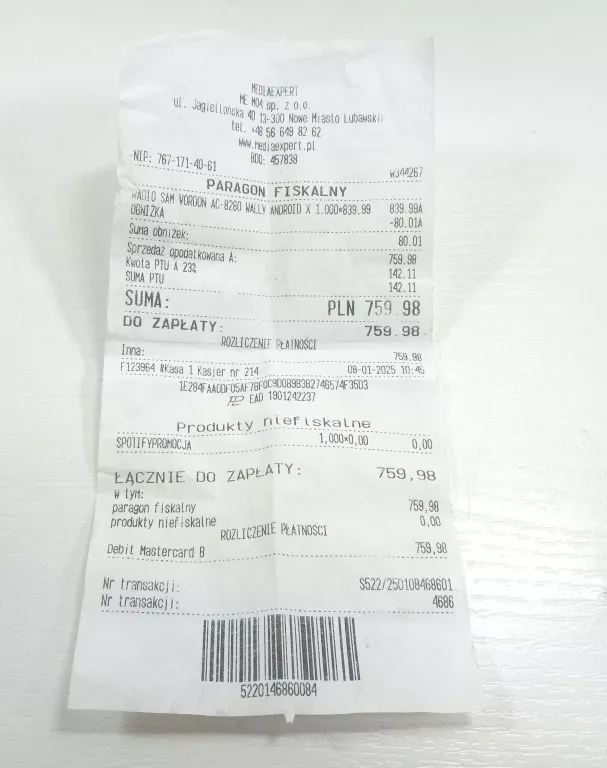 MEDIAEXPERT
ME M04 sp. z o.o.
ul. Jagiellońska 4D 13-300 Nowe Miasto Lubawskie
tel. +48 56 649 82 62
www.mediaexpert.pl
NIP: 767-171-40-61 BDO: 457838
W344267
PARAGON FISKALNY
RADIO SAM VORDON AC-8260 WALLY ANDROID X 1.000*839.99 839.99A
OBNIŻKA -80.01A
Suma obniżek: 80.01
Sprzedaż opodatkowana A: 759.98
Kwota PTU A 23% 142.11
SUMA PTU 142.11
SUMA: PLN 759.98
DO ZAPŁATY: 759.98
ROZLICZENIE PŁATNOŚCI
Inna: 759.98
F123964 #Kasa 1 Kasjer nr 214 08-01-2025 10:45
1E284FAA0DF05AF7BF0C900B9B382746574F35D3
EAD 1901242237
Produkty niefiskalne
SPOTIFYPROMOCJA 1,000*0,00 0,00
ŁĄCZNIE DO ZAPŁATY: 759,98
w tym:
paragon fiskalny 759,98
produkty niefiskalne 0,00
ROZLICZENIE PŁATNOŚCI
Debit Mastercard B 759,98
Nr transakcji: S522/250108468601
Nr transakcji: 4686
5220146860084